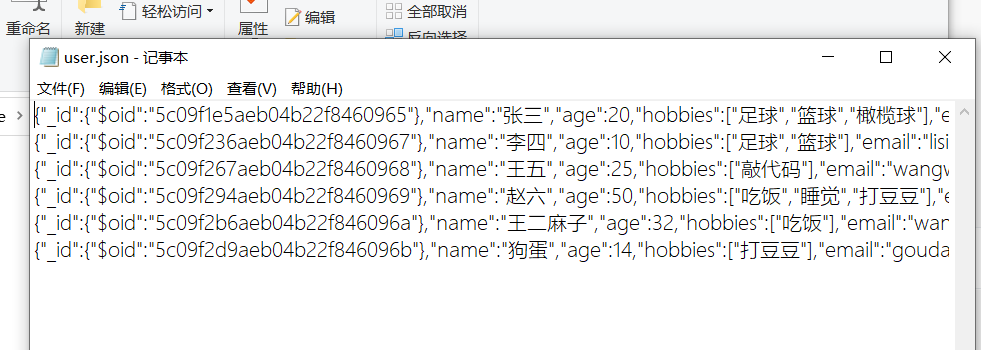 轻松访问
全部取消
重命名 新建 属性 编辑
反向选择
user.json - 记事本
文件(F) 编辑(E) 格式(O) 查看(V) 帮助(H)
{"_id":{"$oid":"5c09f1e5aeb04b22f8460965"},"name":"张三","age":20,"hobbies":["足球","篮球","橄榄球"],"e
{"_id":{"$oid":"5c09f236aeb04b22f8460967"},"name":"李四","age":10,"hobbies":["足球","篮球"],"email":"lisi
{"_id":{"$oid":"5c09f267aeb04b22f8460968"},"name":"王五","age":25,"hobbies":["敲代码"],"email":"wangw
{"_id":{"$oid":"5c09f294aeb04b22f8460969"},"name":"赵六","age":50,"hobbies":["吃饭","睡觉","打豆豆"],"e
{"_id":{"$oid":"5c09f2b6aeb04b22f846096a"},"name":"王二麻子","age":32,"hobbies":["吃饭"],"email":"wan
{"_id":{"$oid":"5c09f2d9aeb04b22f846096b"},"name":"狗蛋","age":14,"hobbies":["打豆豆"],"email":"gouda